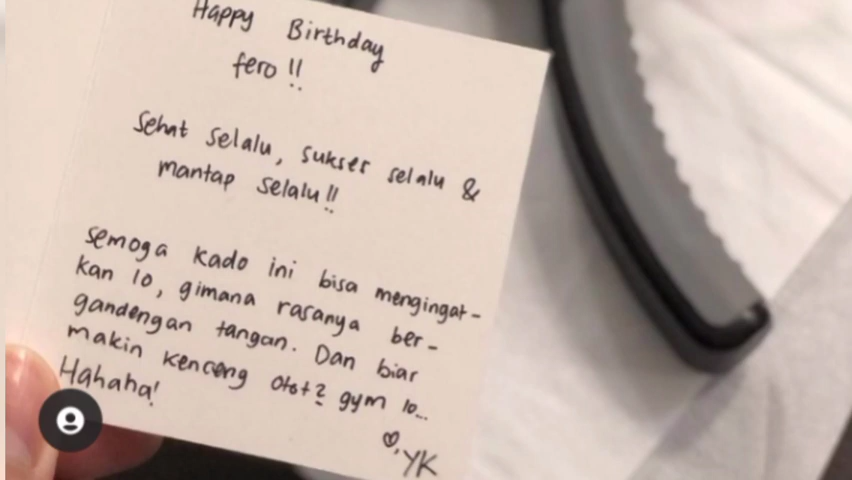 Happy Birthday
fero !!
Sehat selalu, sukses selalu &
mantap selalu !!
semoga kado ini bisa mengingat-
kan lo, gimana rasanya ber-
gandengan tangan. Dan biar
makin kenceng otot2 gym lo...
Hahaha!
♡, YK